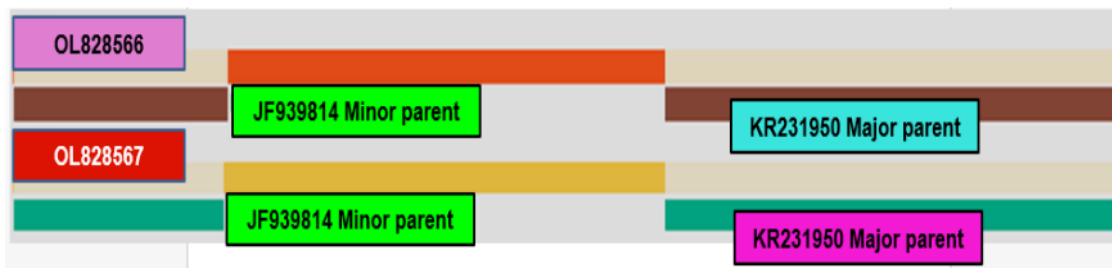 OL828566
JF939814 Minor parent
KR231950 Major parent
OL828567
JF939814 Minor parent
KR231950 Major parent